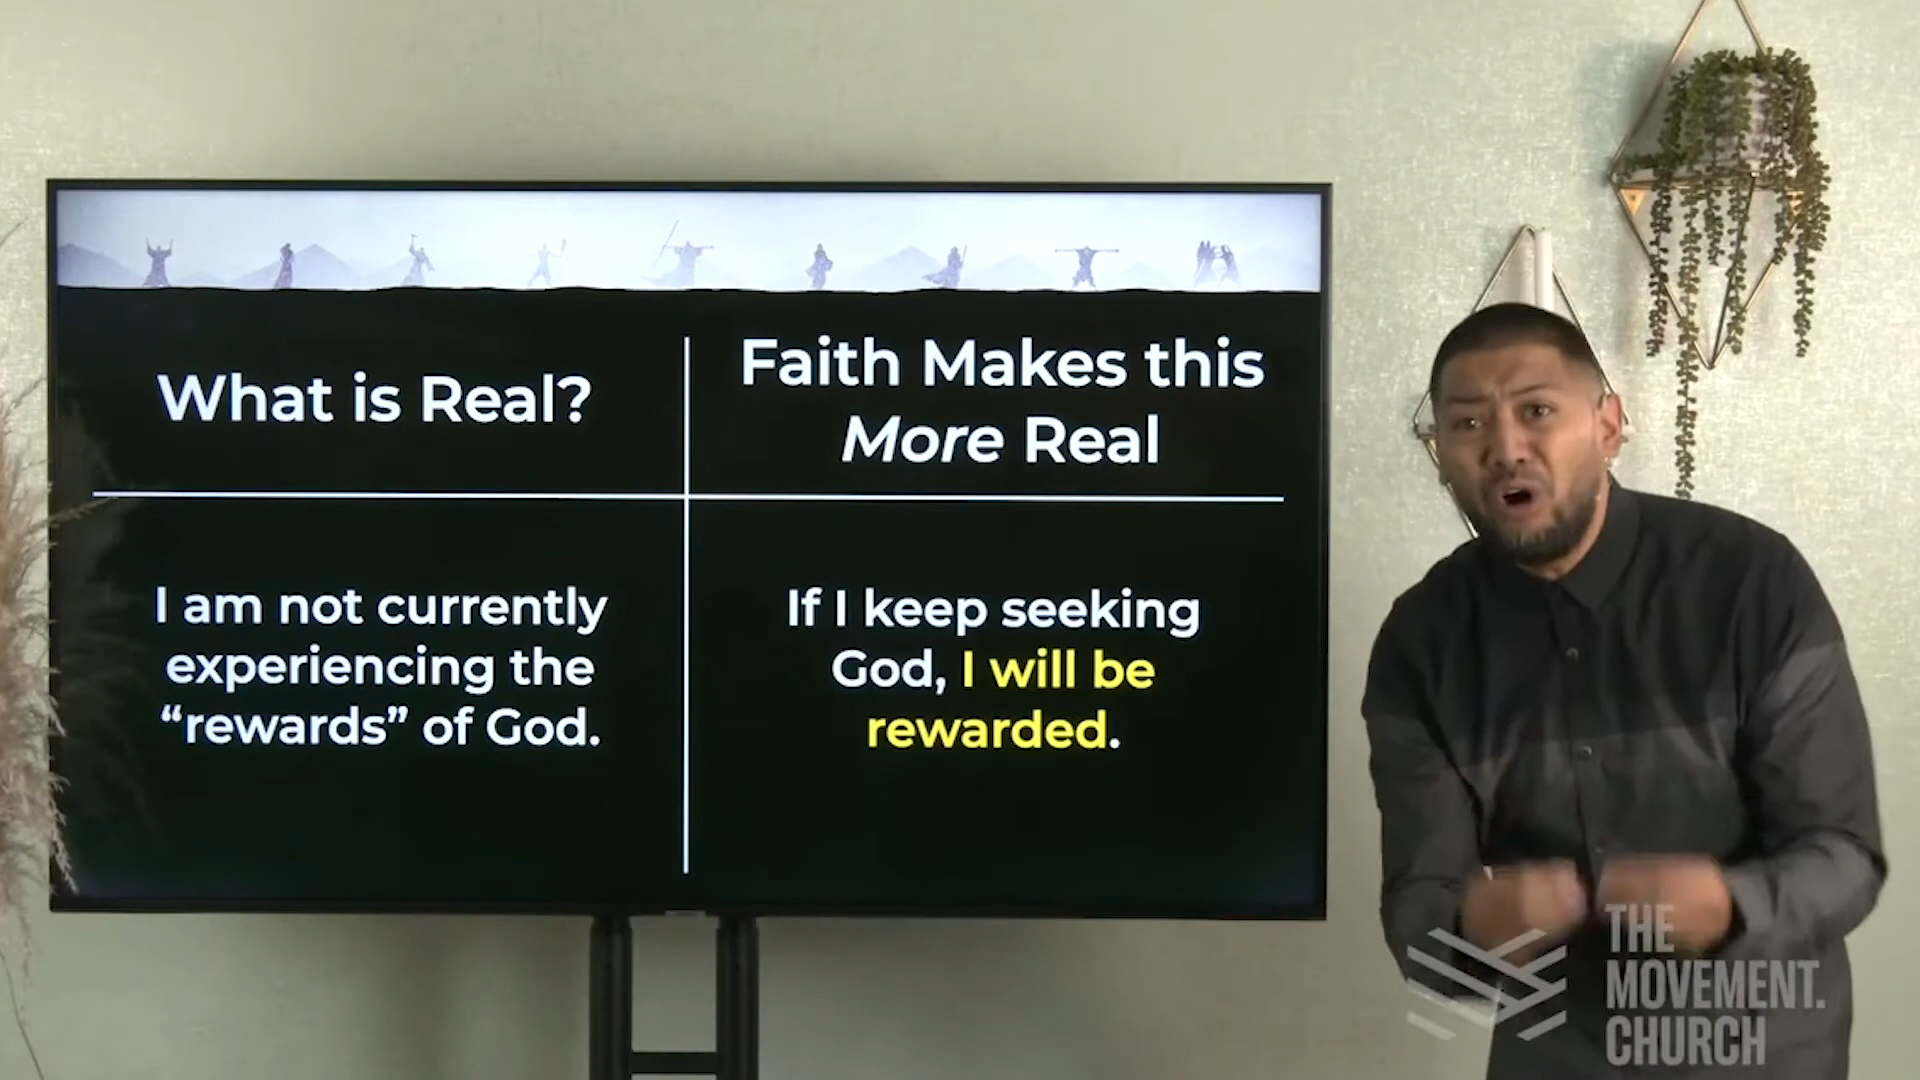 What is Real?
Faith Makes this
More Real
I am not currently
experiencing the
“rewards” of God.
If I keep seeking
God, I will be
rewarded.
THE
MOVEMENT.
CHURCH